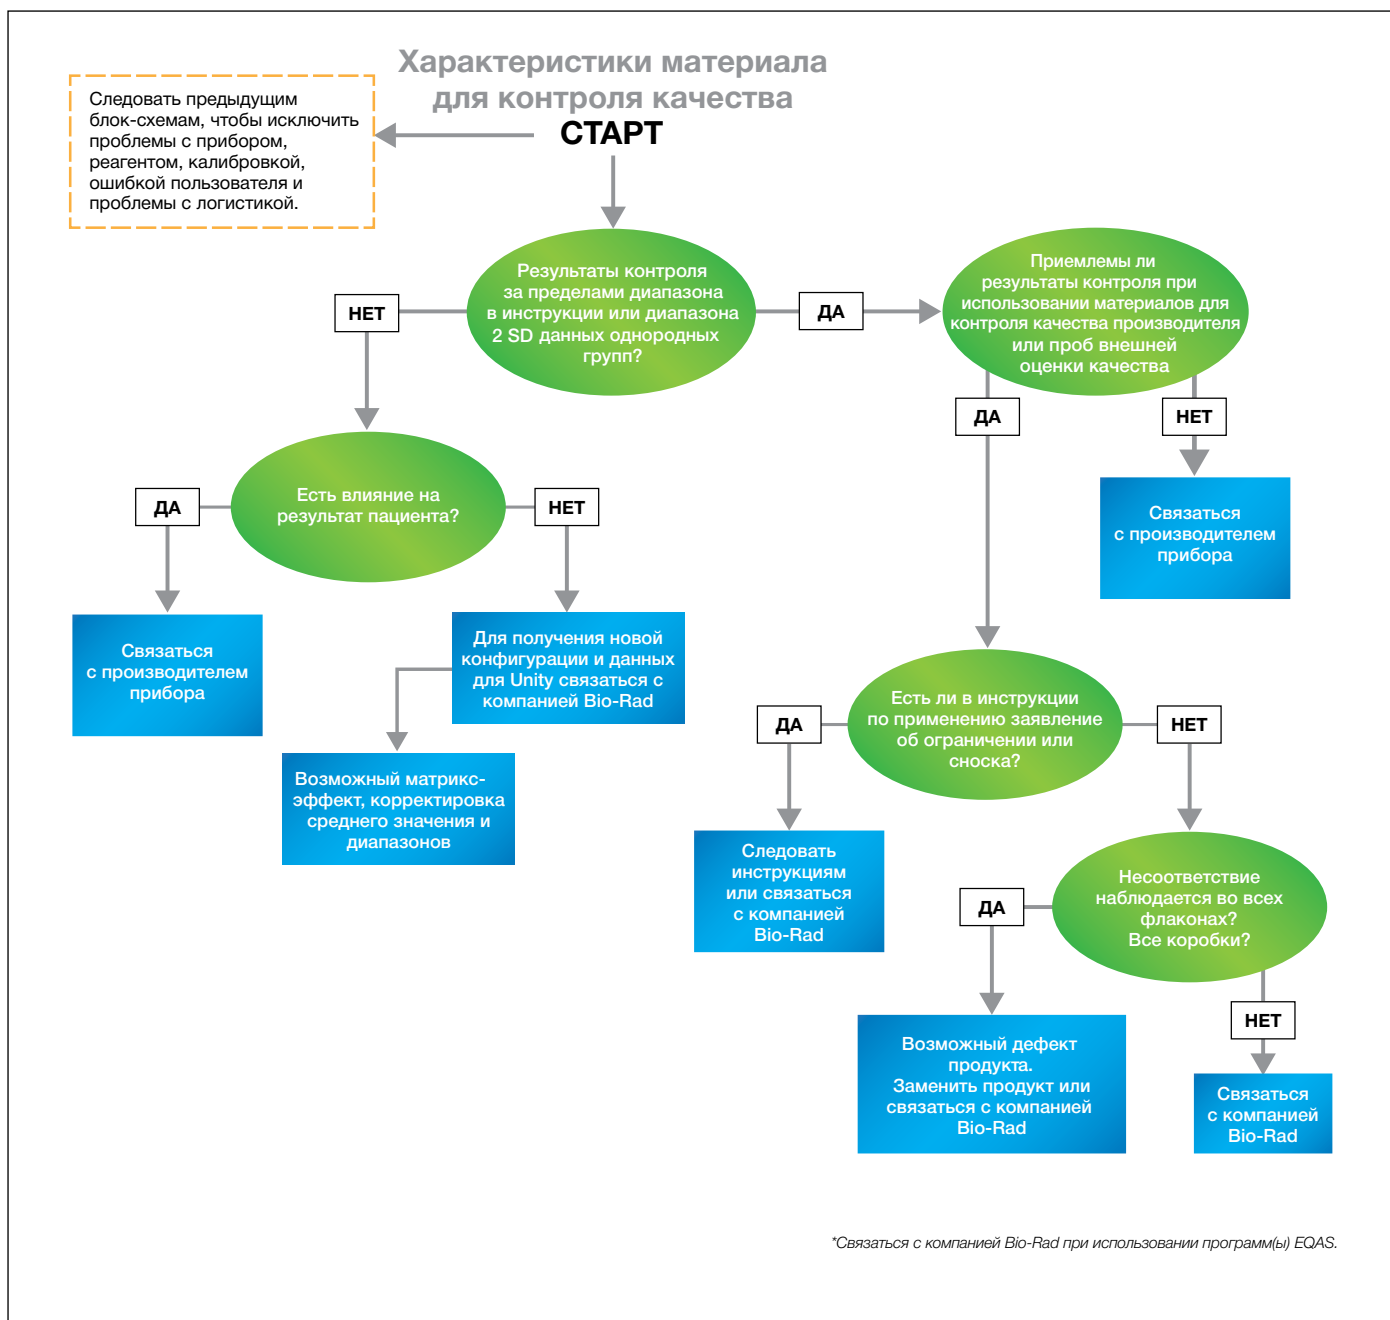 Характеристики материала
для контроля качества
СТАРТ
Следовать предыдущим
блок-схемам, чтобы исключить
проблемы с прибором,
реагентом, калибровкой,
ошибкой пользователя и
проблемы с логистикой.
Результаты контроля
за пределами диапазона
в инструкции или диапазона
2 SD данных однородных
групп?
НЕТ
ДА
Приемлемы ли
результаты контроля при
использовании материалов для
контроля качества производителя
или проб внешней
оценки качества
ДА
НЕТ
Есть влияние на
результат пациента?
ДА
НЕТ
Связаться
с производителем
прибора
Связаться
с производителем
прибора
Для получения новой
конфигурации и данных
для Unity связаться с
компанией Bio-Rad
Возможный матрикс-
эффект, корректировка
среднего значения и
диапазонов
Есть ли в инструкции
по применению заявление
об ограничении или
сноска?
ДА
НЕТ
Следовать
инструкциям
или связаться
с компанией
Bio-Rad
Несоответствие
наблюдается во всех
флаконах?
Все коробки?
ДА
НЕТ
Возможный дефект
продукта.
Заменить продукт или
связаться с компанией
Bio-Rad
Связаться
с компанией
Bio-Rad
*Связаться с компанией Bio-Rad при использовании программ(ы) EQAS.